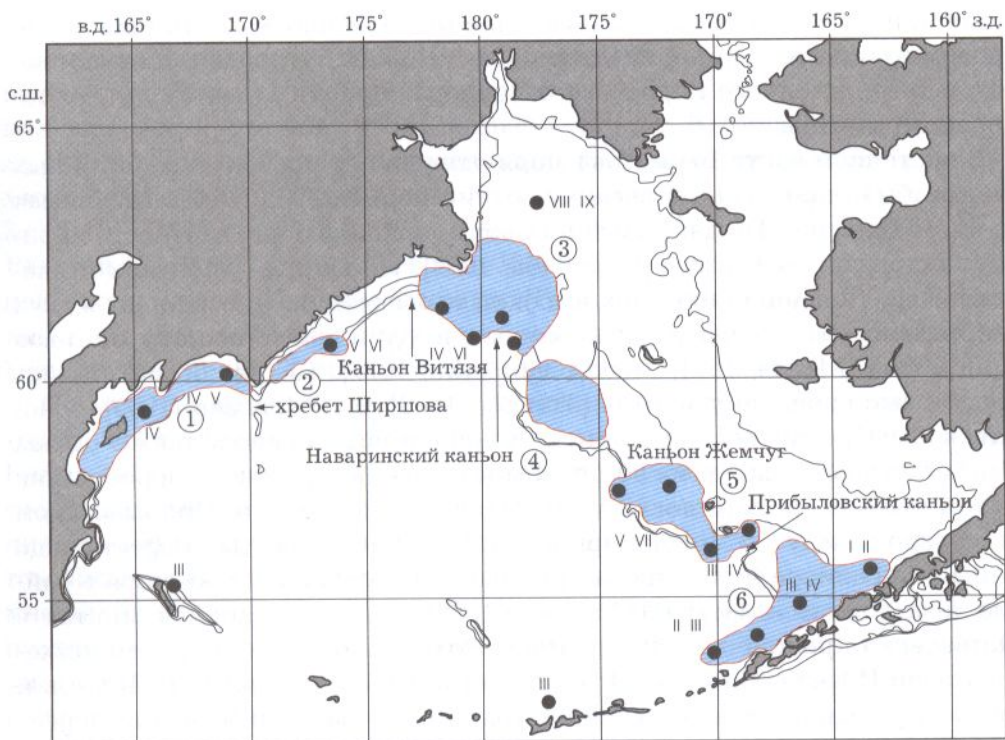 в.д. 165° 170° 175° 180° 175° 170° 165° 160° з.д.
с.ш.
65°
VIII IX
③
V VI
IV VI
Каньон Витязя
②
60°
IV V
①
IV
хребет Ширшова
Наваринский каньон
④
Каньон Жемчуг
⑤
Прибыловский каньон
V VII
III IV
I II
III
III IV
⑥
55°
II III
III